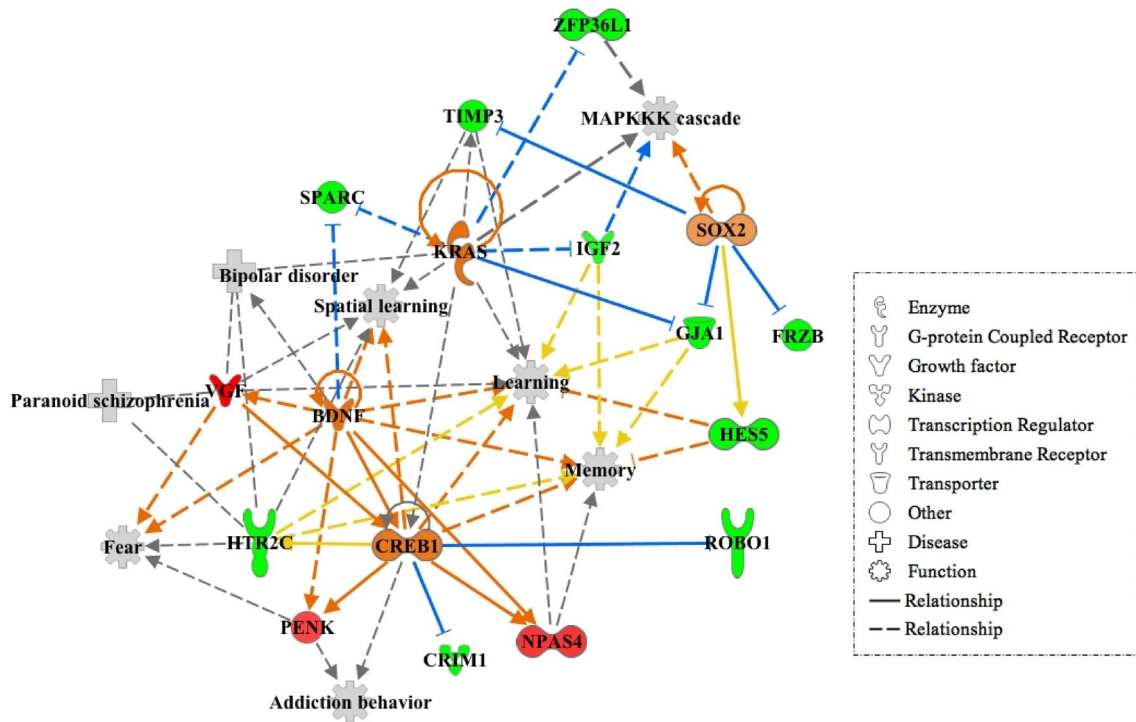 ZFP36L1
TIMP3
MAPKKK cascade
SPARC
SOX2
KRAS
IGF2
Bipolar disorder
Spatial learning
GJA1
FRZB
Learning
VGF
Paranoid schizophrenia
BDNF
HES5
Memory
Fear
HTR2C
CREB1
ROBO1
PENK
NPAS4
CRIM1
Addiction behavior
Enzyme
G-protein Coupled Receptor
Growth factor
Kinase
Transcription Regulator
Transmembrane Receptor
Transporter
Other
Disease
Function
Relationship
Relationship